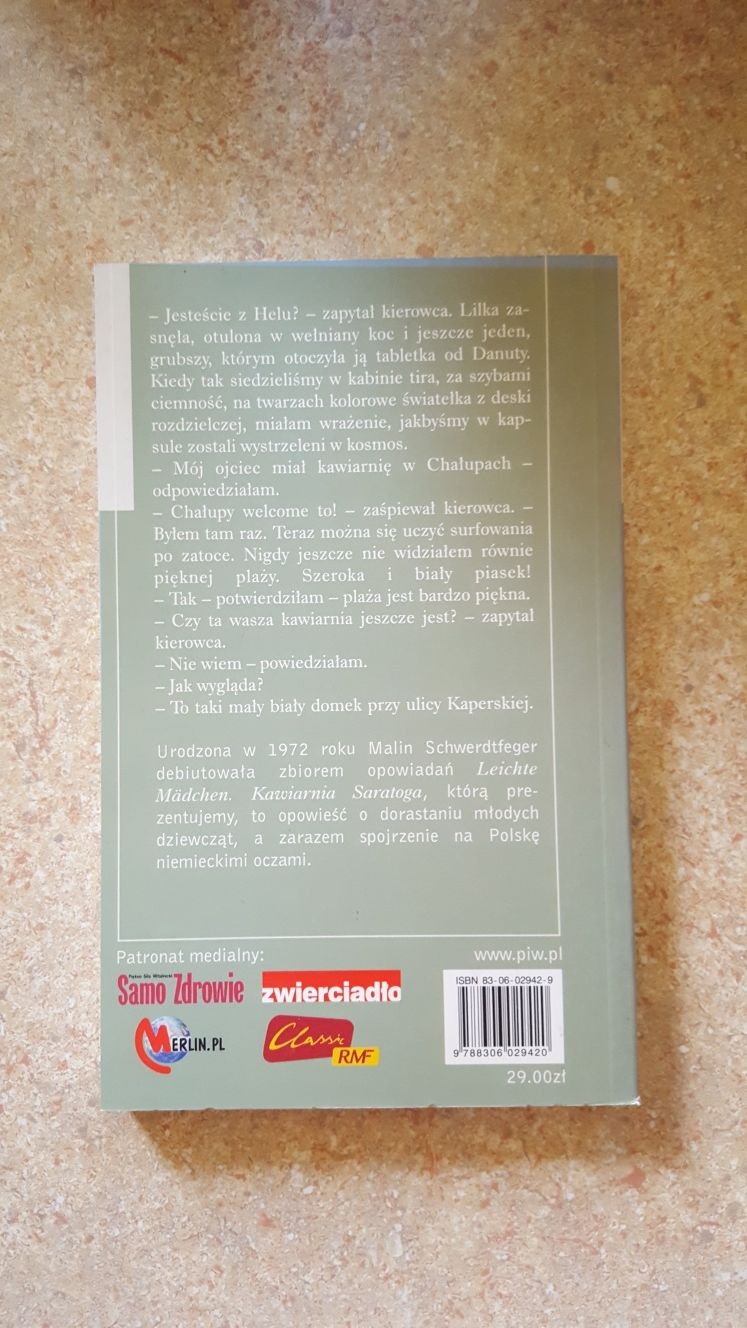 – Jesteście z Helu? – zapytał kierowca. Lilka za-
snęła, otulona w wełniany koc i jeszcze jeden,
grubszy, którym otoczyła ją tabletka od Danuty.
Kiedy tak siedzieliśmy w kabinie tira, za szybami
ciemność, na twarzach kolorowe światełka z deski
rozdzielczej, miałam wrażenie, jakbyśmy w kap-
sule zostali wystrzeleni w kosmos.
– Mój ojciec miał kawiarnię w Chałupach –
odpowiedziałam.
– Chałupy welcome to! – zaśpiewał kierowca. –
Byłem tam raz. Teraz można się uczyć surfowania
po zatoce. Nigdy jeszcze nie widziałem równie
pięknej plaży. Szeroka i biały piasek!
– Tak – potwierdziłam – plaża jest bardzo piękna.
– Czy ta wasza kawiarnia jeszcze jest? – zapytał
kierowca.
– Nie wiem – powiedziałam.
– Jak wygląda?
– To taki mały biały domek przy ulicy Kaperskiej.
Urodzona w 1972 roku Malin Schwerdtfeger
debiutowała zbiorem opowiadań Leichte
Mädchen. Kawiarnia Saratoga, którą pre-
zentujemy, to opowieść o dorastaniu młodych
dziewcząt, a zarazem spojrzenie na Polskę
niemieckimi oczami.
Patronat medialny:
www.piw.pl
Piękno Siła Witalność
Samo Zdrowie
zwierciadło
MERLIN.PL
Classic
RMF
ISBN 83-06-02942-9
9 788306 029420
29.00zł